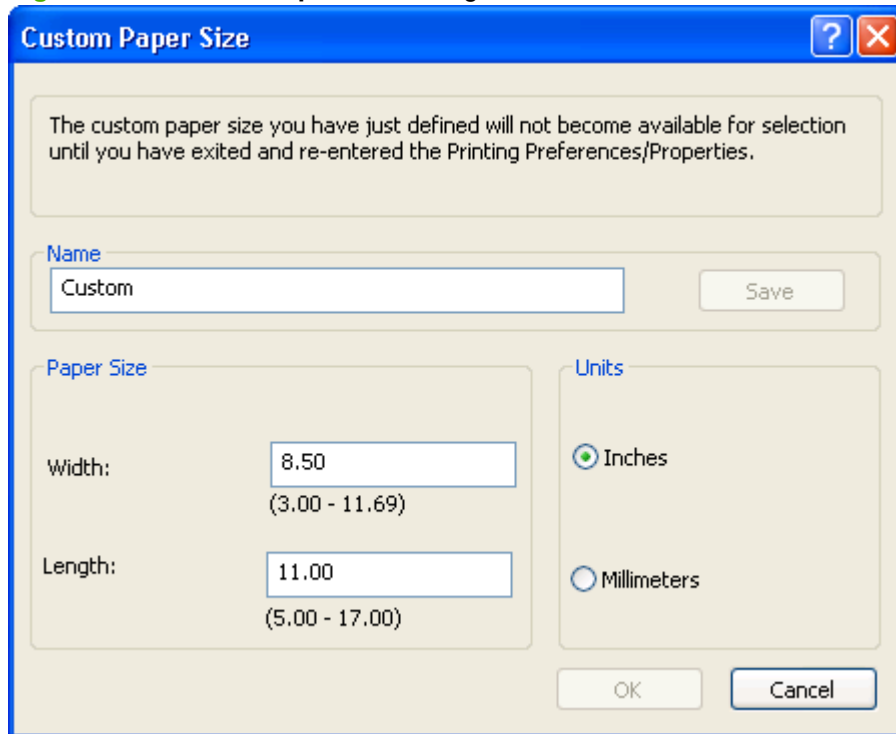 Custom Paper Size
?
The custom paper size you have just defined will not become available for selection
until you have exited and re-entered the Printing Preferences/Properties.
Name
Custom
Save
Paper Size
Units
Width:
8.50
Inches
(3.00 - 11.69)
Length:
11.00
Millimeters
(5.00 - 17.00)
OK
Cancel